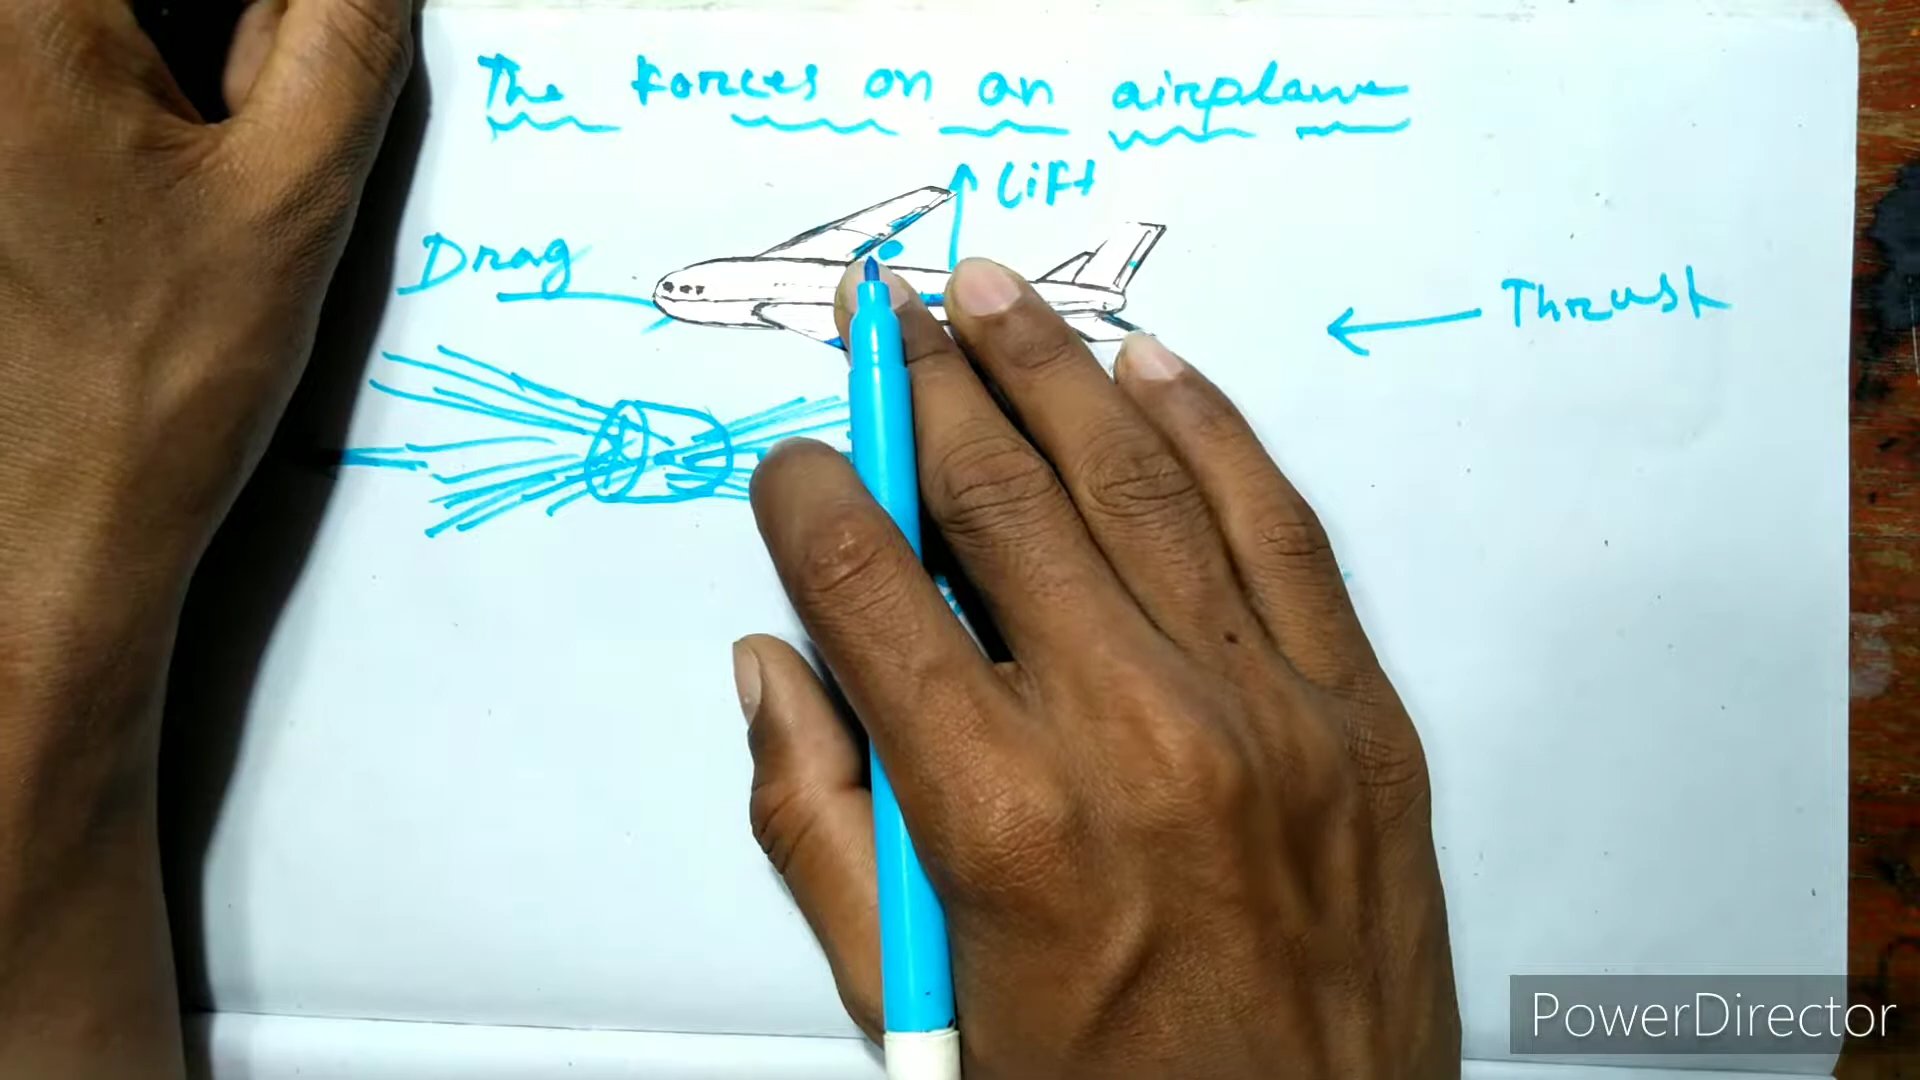 The Forces on an airplane
Lift
Drag
Thrust
PowerDirector